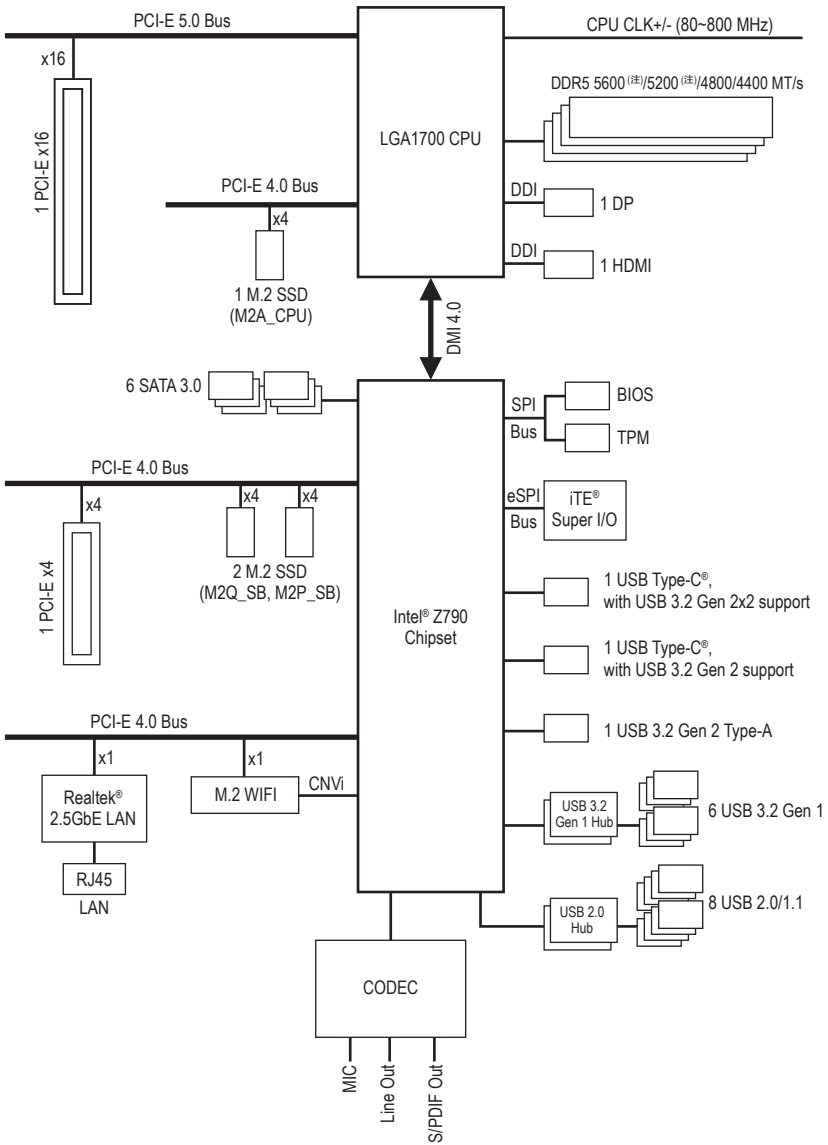 PCI-E 5.0 Bus
CPU CLK+/- (80~800 MHz)
x16
DDR5 5600 (注)/5200 (注)/4800/4400 MT/s
1 PCI-E x16
LGA1700 CPU
PCI-E 4.0 Bus
x4
1 M.2 SSD
(M2A_CPU)
DDI
1 DP
DDI
1 HDMI
DMI 4.0
6 SATA 3.0
SPI
Bus
BIOS
TPM
PCI-E 4.0 Bus
x4
x4
x4
1 PCI-E x4
2 M.2 SSD
(M2Q_SB, M2P_SB)
eSPI
Bus
iTE®
Super I/O
Intel® Z790
Chipset
1 USB Type-C®,
with USB 3.2 Gen 2x2 support
1 USB Type-C®,
with USB 3.2 Gen 2 support
1 USB 3.2 Gen 2 Type-A
PCI-E 4.0 Bus
x1
x1
Realtek®
2.5GbE LAN
M.2 WIFI
CNVi
RJ45
LAN
USB 3.2
Gen 1 Hub
6 USB 3.2 Gen 1
USB 2.0
Hub
8 USB 2.0/1.1
CODEC
MIC
Line Out
S/PDIF Out